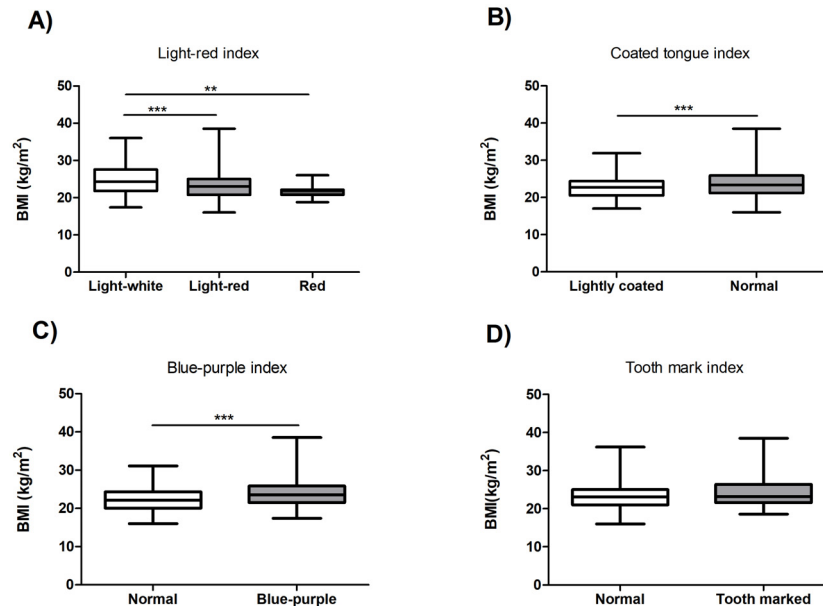 A)
Light-red index
BMI (kg/m²)
50
40
30
20
10
0
**
***
Light-white Light-red Red
B)
Coated tongue index
BMI (kg/m²)
50
40
30
20
10
0
***
Lightly coated Normal
C)
Blue-purple index
BMI (kg/m²)
50
40
30
20
10
0
***
Normal Blue-purple
D)
Tooth mark index
BMI(kg/m²)
50
40
30
20
10
0
Normal Tooth marked